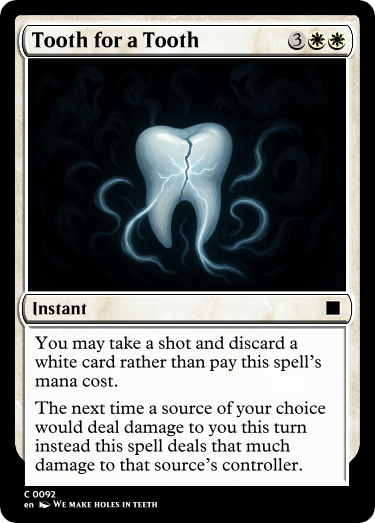 Tooth for a Tooth 3
Instant
You may take a shot and discard a
white card rather than pay this spell's
mana cost.
The next time a source of your choice
would deal damage to you this turn
instead this spell deals that much
damage to that source's controller.
C 0092
en We make holes in teeth